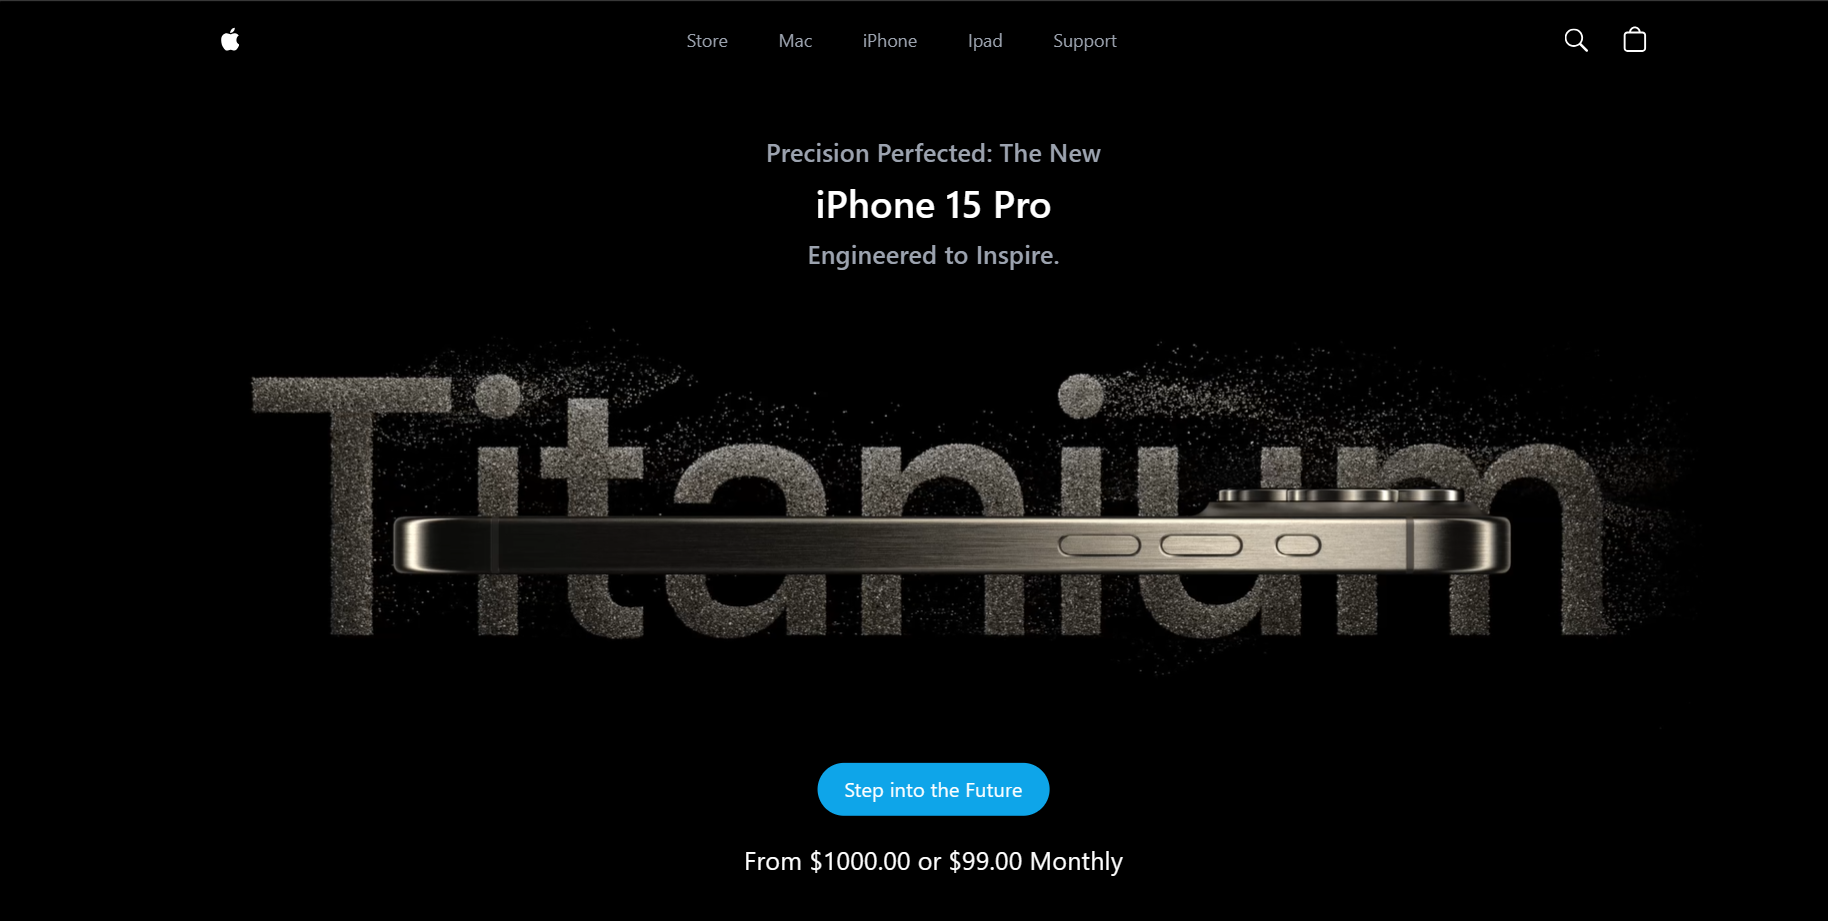 Store Mac iPhone Ipad Support
Precision Perfected: The New
iPhone 15 Pro
Engineered to Inspire.
Titanium
Step into the Future
From $1000.00 or $99.00 Monthly